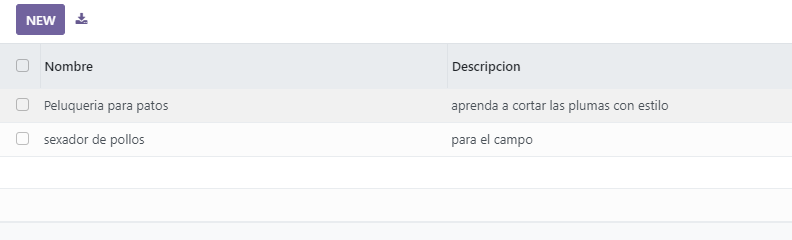 NEW
Nombre Descripcion
Peluqueria para patos aprenda a cortar las plumas con estilo
sexador de pollos para el campo